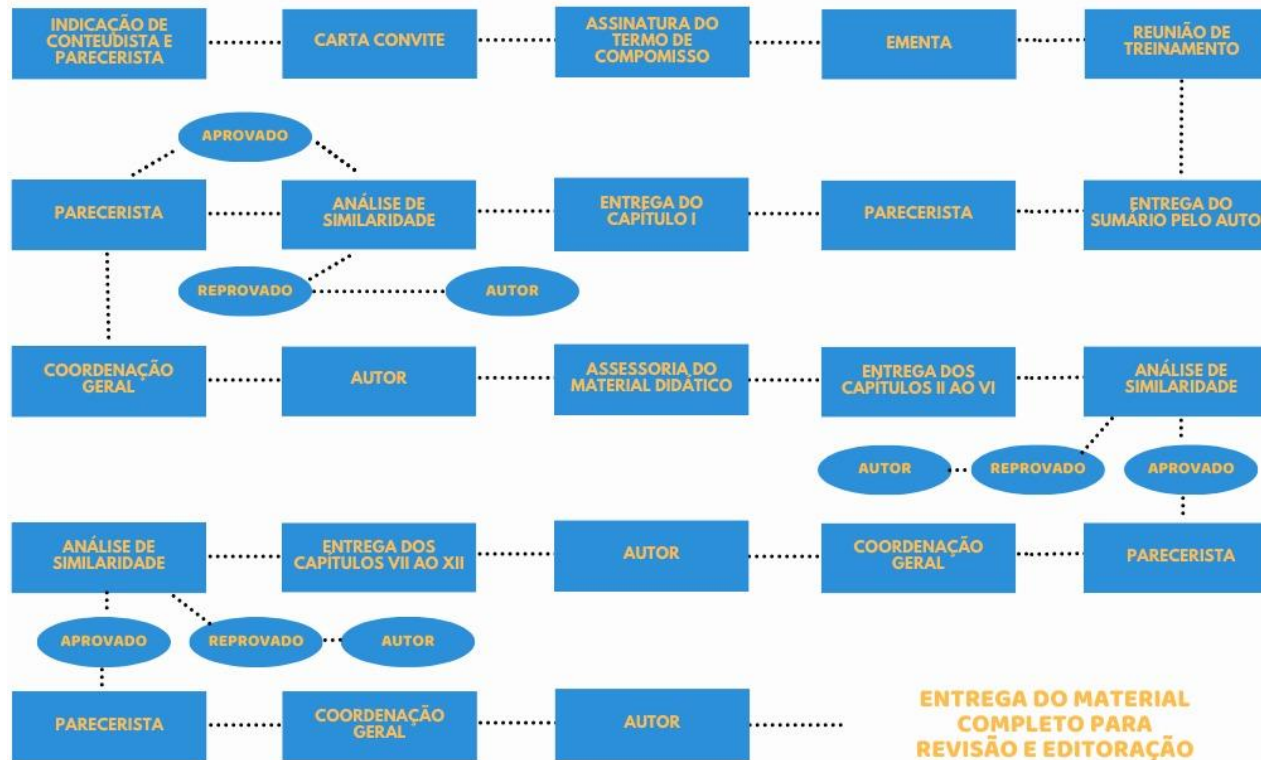 INDICAÇÃO DE
CONTEUDISTA E
PARECERISTA
CARTA CONVITE
ASSINATURA DO
TERMO DE
COMPOMISSO
EMENTA
REUNIÃO DE
TREINAMENTO
APROVADO
PARECERISTA
ANÁLISE DE
SIMILARIDADE
ENTREGA DO
CAPÍTULO I
PARECERISTA
ENTREGA DO
SUMÁRIO PELO AUTO
REPROVADO
AUTOR
COORDENAÇÃO
GERAL
AUTOR
ASSESSORIA DO
MATERIAL DIDÁTICO
ENTREGA DOS
CAPÍTULOS II AO VI
ANÁLISE DE
SIMILARIDADE
AUTOR
REPROVADO
APROVADO
ANÁLISE DE
SIMILARIDADE
ENTREGA DOS
CAPÍTULOS VII AO XII
AUTOR
COORDENAÇÃO
GERAL
PARECERISTA
APROVADO
REPROVADO
AUTOR
PARECERISTA
COORDENAÇÃO
GERAL
AUTOR
ENTREGA DO MATERIAL
COMPLETO PARA
REVISÃO E EDITORAÇÃO